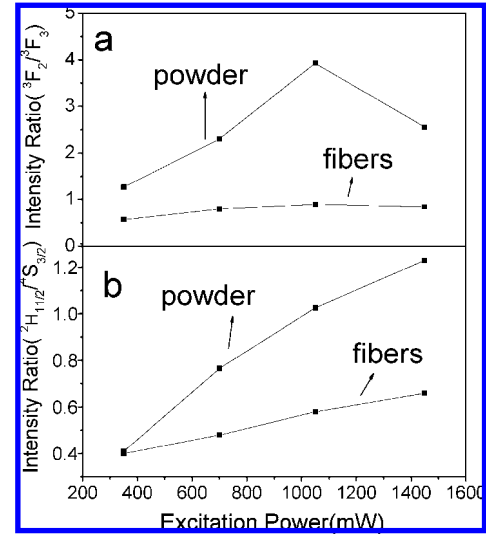 a
Intensity Ratio( ³F₂/³F₃)
5
4
3
2
1
0
powder
fibers
b
Intensity Ratio( ²H₁₁/₂/⁴S₃/₂)
1.2
1.0
0.8
0.6
0.4
powder
fibers
200 400 600 800 1000 1200 1400 1600
Excitation Power(mW)